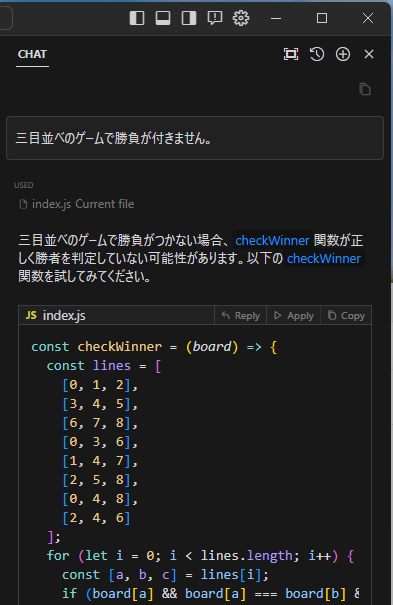 CHAT
三目並べのゲームで勝負が付きません。
USED
index.js Current file
三目並べのゲームで勝負がつかない場合、 checkWinner 関数が正
しく勝者を判定していない可能性があります。以下の checkWinner
関数を試してみてください。
JS index.js Reply Apply Copy
const checkWinner = (board) => {
  const lines = [
    [0, 1, 2],
    [3, 4, 5],
    [6, 7, 8],
    [0, 3, 6],
    [1, 4, 7],
    [2, 5, 8],
    [0, 4, 8],
    [2, 4, 6]
  ];
  for (let i = 0; i < lines.length; i++) {
    const [a, b, c] = lines[i];
    if (board[a] && board[a] === board[b] &